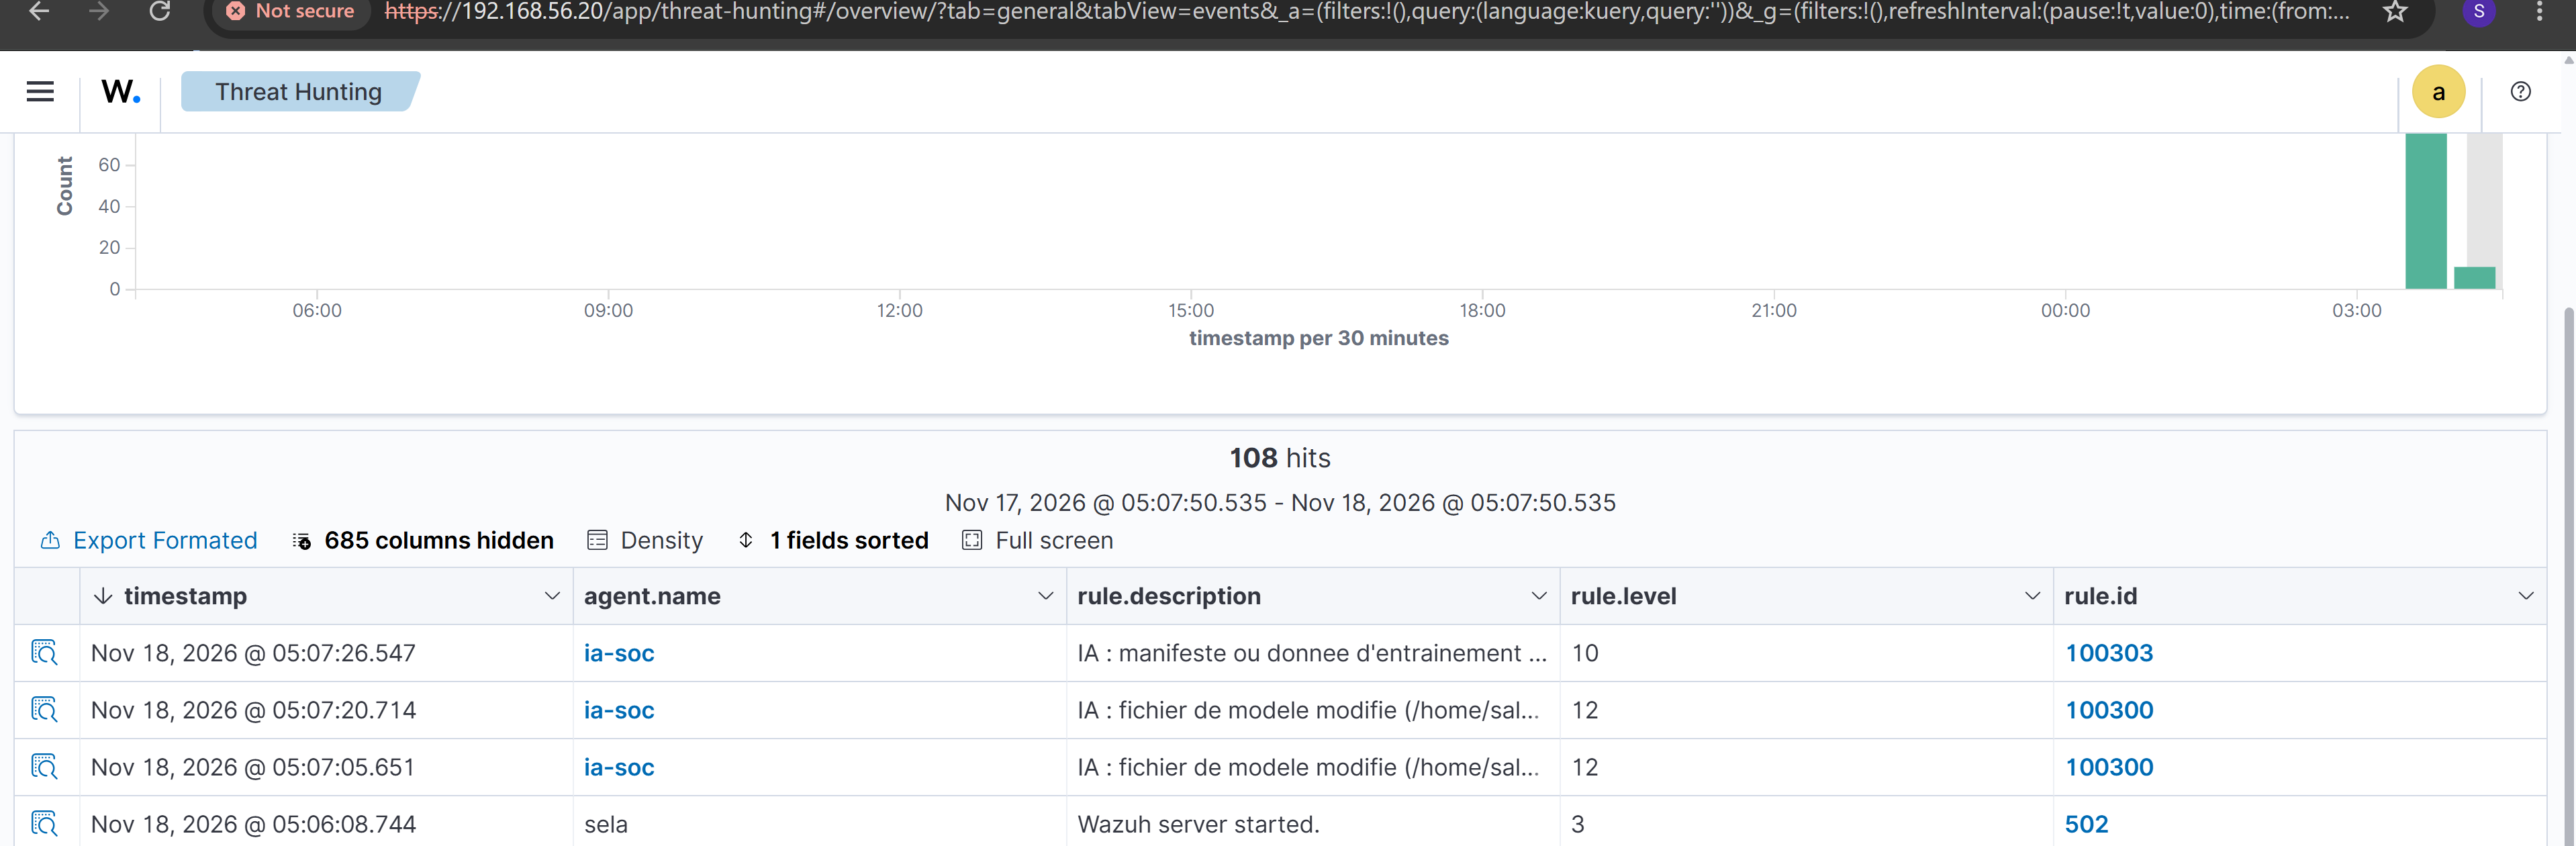 Not secure https://192.168.56.20/app/threat-hunting#/overview/?tab=general&tabView=events&_a=(filters:!(),query:(language:kuery,query:''))&_g=(filters:!(),refreshInterval:(pause:!t,value:0),time:(from:... S
W. Threat Hunting a
Count
60
40
20
0
06:00 09:00 12:00 15:00 18:00 21:00 00:00 03:00
timestamp per 30 minutes
108 hits
Nov 17, 2026 @ 05:07:50.535 - Nov 18, 2026 @ 05:07:50.535
Export Formated 685 columns hidden Density 1 fields sorted Full screen
timestamp agent.name rule.description rule.level rule.id
Nov 18, 2026 @ 05:07:26.547 ia-soc IA : manifeste ou donnee d'entrainement ... 10 100303
Nov 18, 2026 @ 05:07:20.714 ia-soc IA : fichier de modele modifie (/home/sal... 12 100300
Nov 18, 2026 @ 05:07:05.651 ia-soc IA : fichier de modele modifie (/home/sal... 12 100300
Nov 18, 2026 @ 05:06:08.744 sela Wazuh server started. 3 502